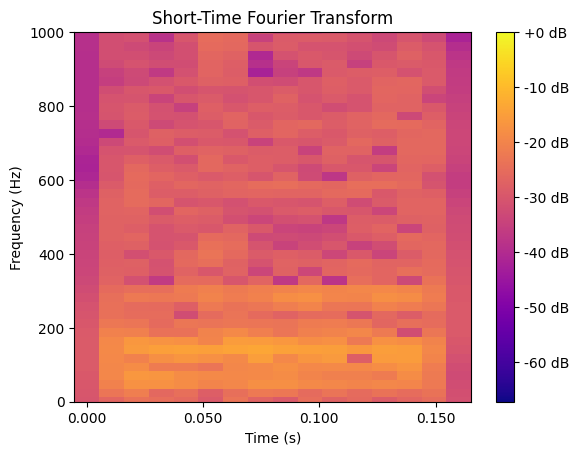 Short-Time Fourier Transform
1000
800
600
400
200
0
Frequency (Hz)
0.000
0.050
0.100
0.150
Time (s)
+0 dB
-10 dB
-20 dB
-30 dB
-40 dB
-50 dB
-60 dB